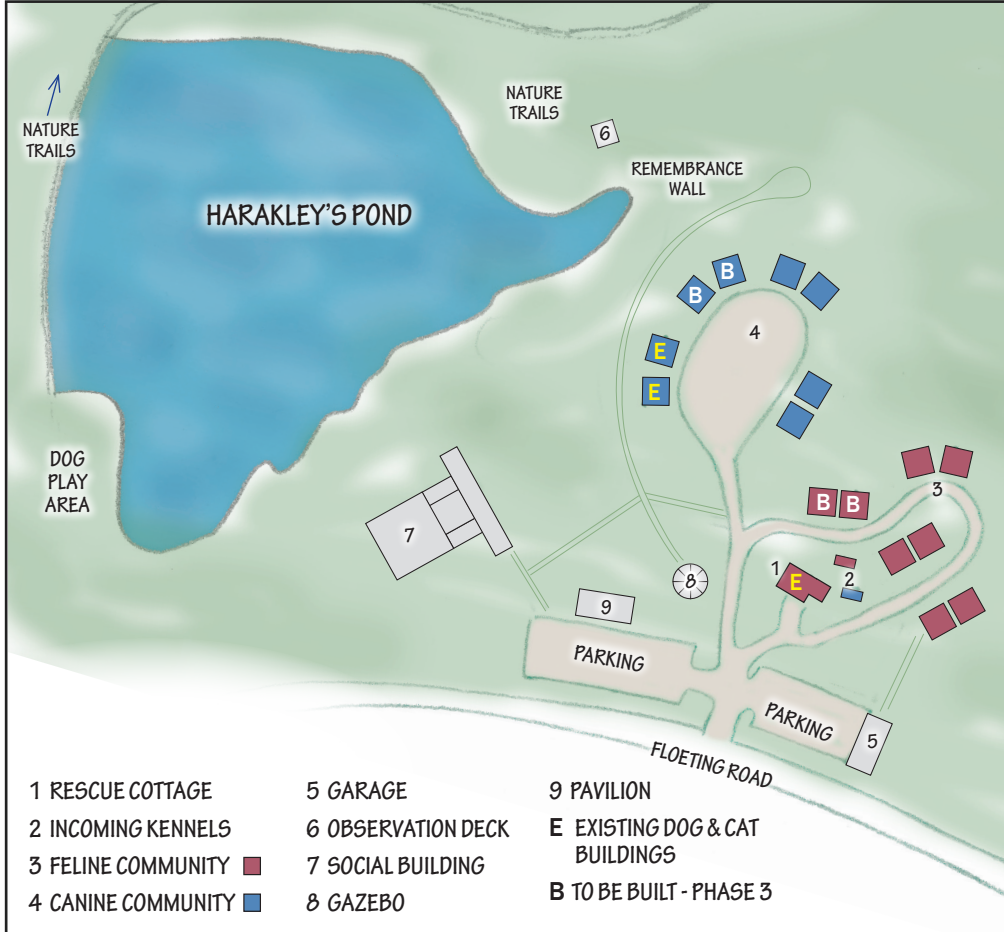 NATURE
TRAILS
6
NATURE
TRAILS
REMEMBRANCE
WALL
HARAKLEY'S POND
B
B
4
E
E
DOG
PLAY
AREA
3
B B
7
1
E
2
8
9
PARKING
PARKING
5
FLOETING ROAD
1 RESCUE COTTAGE
2 INCOMING KENNELS
3 FELINE COMMUNITY
4 CANINE COMMUNITY
5 GARAGE
6 OBSERVATION DECK
7 SOCIAL BUILDING
8 GAZEBO
9 PAVILION
E EXISTING DOG & CAT
BUILDINGS
B TO BE BUILT - PHASE 3